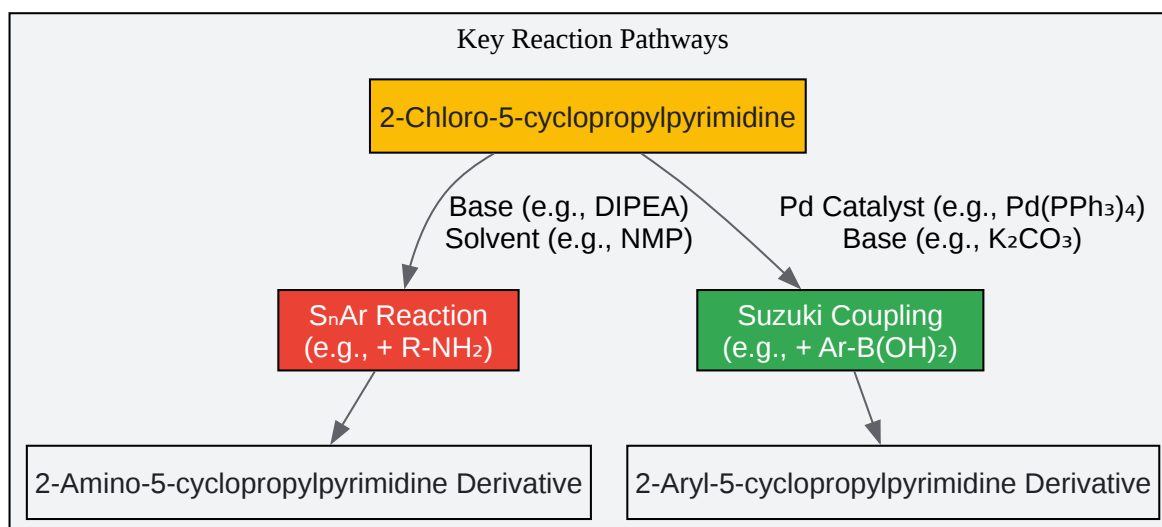 Key Reaction Pathways
2-Chloro-5-cyclopropylpyrimidine
Base (e.g., DIPEA)
Solvent (e.g., NMP)
Pd Catalyst (e.g., Pd(PPh₃)₄)
Base (e.g., K₂CO₃)
SₙAr Reaction
(e.g., + R-NH₂)
Suzuki Coupling
(e.g., + Ar-B(OH)₂)
2-Amino-5-cyclopropylpyrimidine Derivative
2-Aryl-5-cyclopropylpyrimidine Derivative